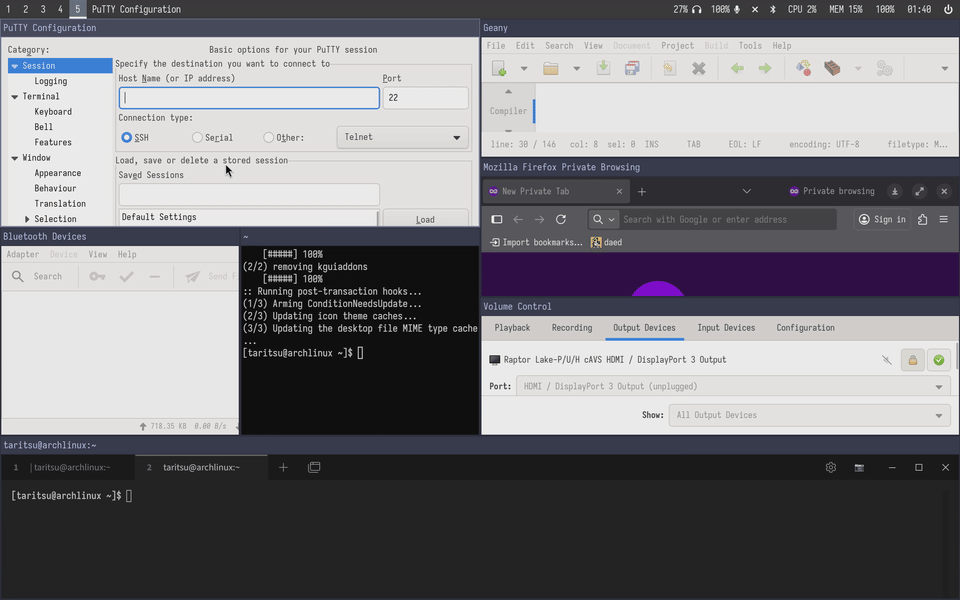 1 2 3 4 5 PuTTY Configuration 27% 100% CPU 2% MEM 15% 100% 01:40
PuTTY Configuration
Category:
Session
Logging
Terminal
Keyboard
Bell
Features
Window
Appearance
Behaviour
Translation
Selection
Basic options for your PuTTY session
Specify the destination you want to connect to
Host Name (or IP address) Port
22
Connection type:
SSH Serial Other: Telnet
Load, save or delete a stored session
Saved Sessions
Default Settings Load
Geany
File Edit Search View Document Project Build Tools Help
Compiler
line: 30 / 146 col: 8 sel: 0 INS TAB EOL: LF encoding: UTF-8 filetype: M...
Mozilla Firefox Private Browsing
New Private Tab Private browsing
Search with Google or enter address Sign in
Import bookmarks... daed
Bluetooth Devices
Adapter Device View Help
Search Send F
718.35 KB 0.00 B/s
~
[#####] 100%
(2/2) removing kguiaddons
[#####] 100%
:: Running post-transaction hooks...
(1/3) Arming ConditionNeedsUpdate...
(2/3) Updating icon theme caches...
(3/3) Updating the desktop file MIME type cache
...
[taritsu@archlinux ~]$
Volume Control
Playback Recording Output Devices Input Devices Configuration
Raptor Lake-P/U/H cAVS HDMI / DisplayPort 3 Output
Port: HDMI / DisplayPort 3 Output (unplugged)
Show: All Output Devices
taritsu@archlinux:~
1 taritsu@archlinux:~ 2 taritsu@archlinux:~
[taritsu@archlinux ~]$